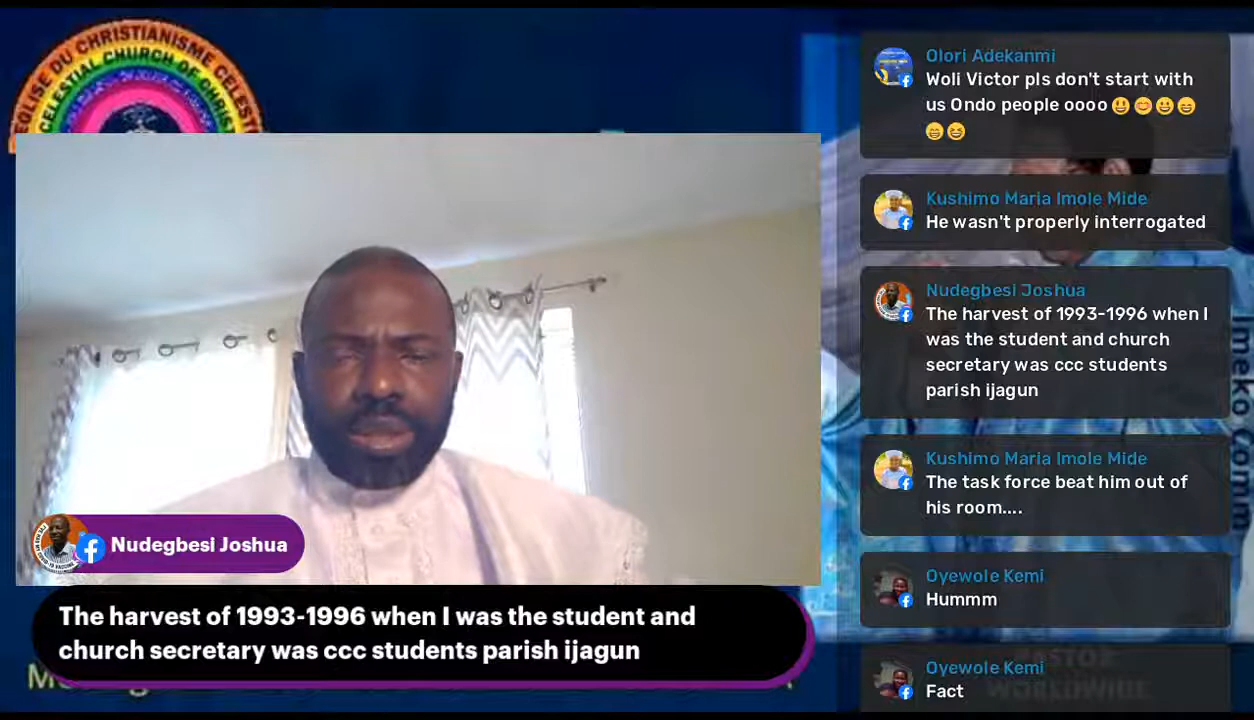 EGLISE DU CHRISTIANISME CELESTE
CELESTIAL CHURCH OF CHRIST
Nudegbesi Joshua
The harvest of 1993-1996 when I was the student and
church secretary was ccc students parish ijagun
Olori Adekanmi
Woli Victor pls don't start with
us Ondo people oooo 😃😊😀😄
😁😆
Kushimo Maria Imole Mide
He wasn't properly interrogated
Nudegbesi Joshua
The harvest of 1993-1996 when I
was the student and church
secretary was ccc students
parish ijagun
Kushimo Maria Imole Mide
The task force beat him out of
his room....
Oyewole Kemi
Hummm
Oyewole Kemi
Fact
Imeko
PASTOR
WORLDWIDE